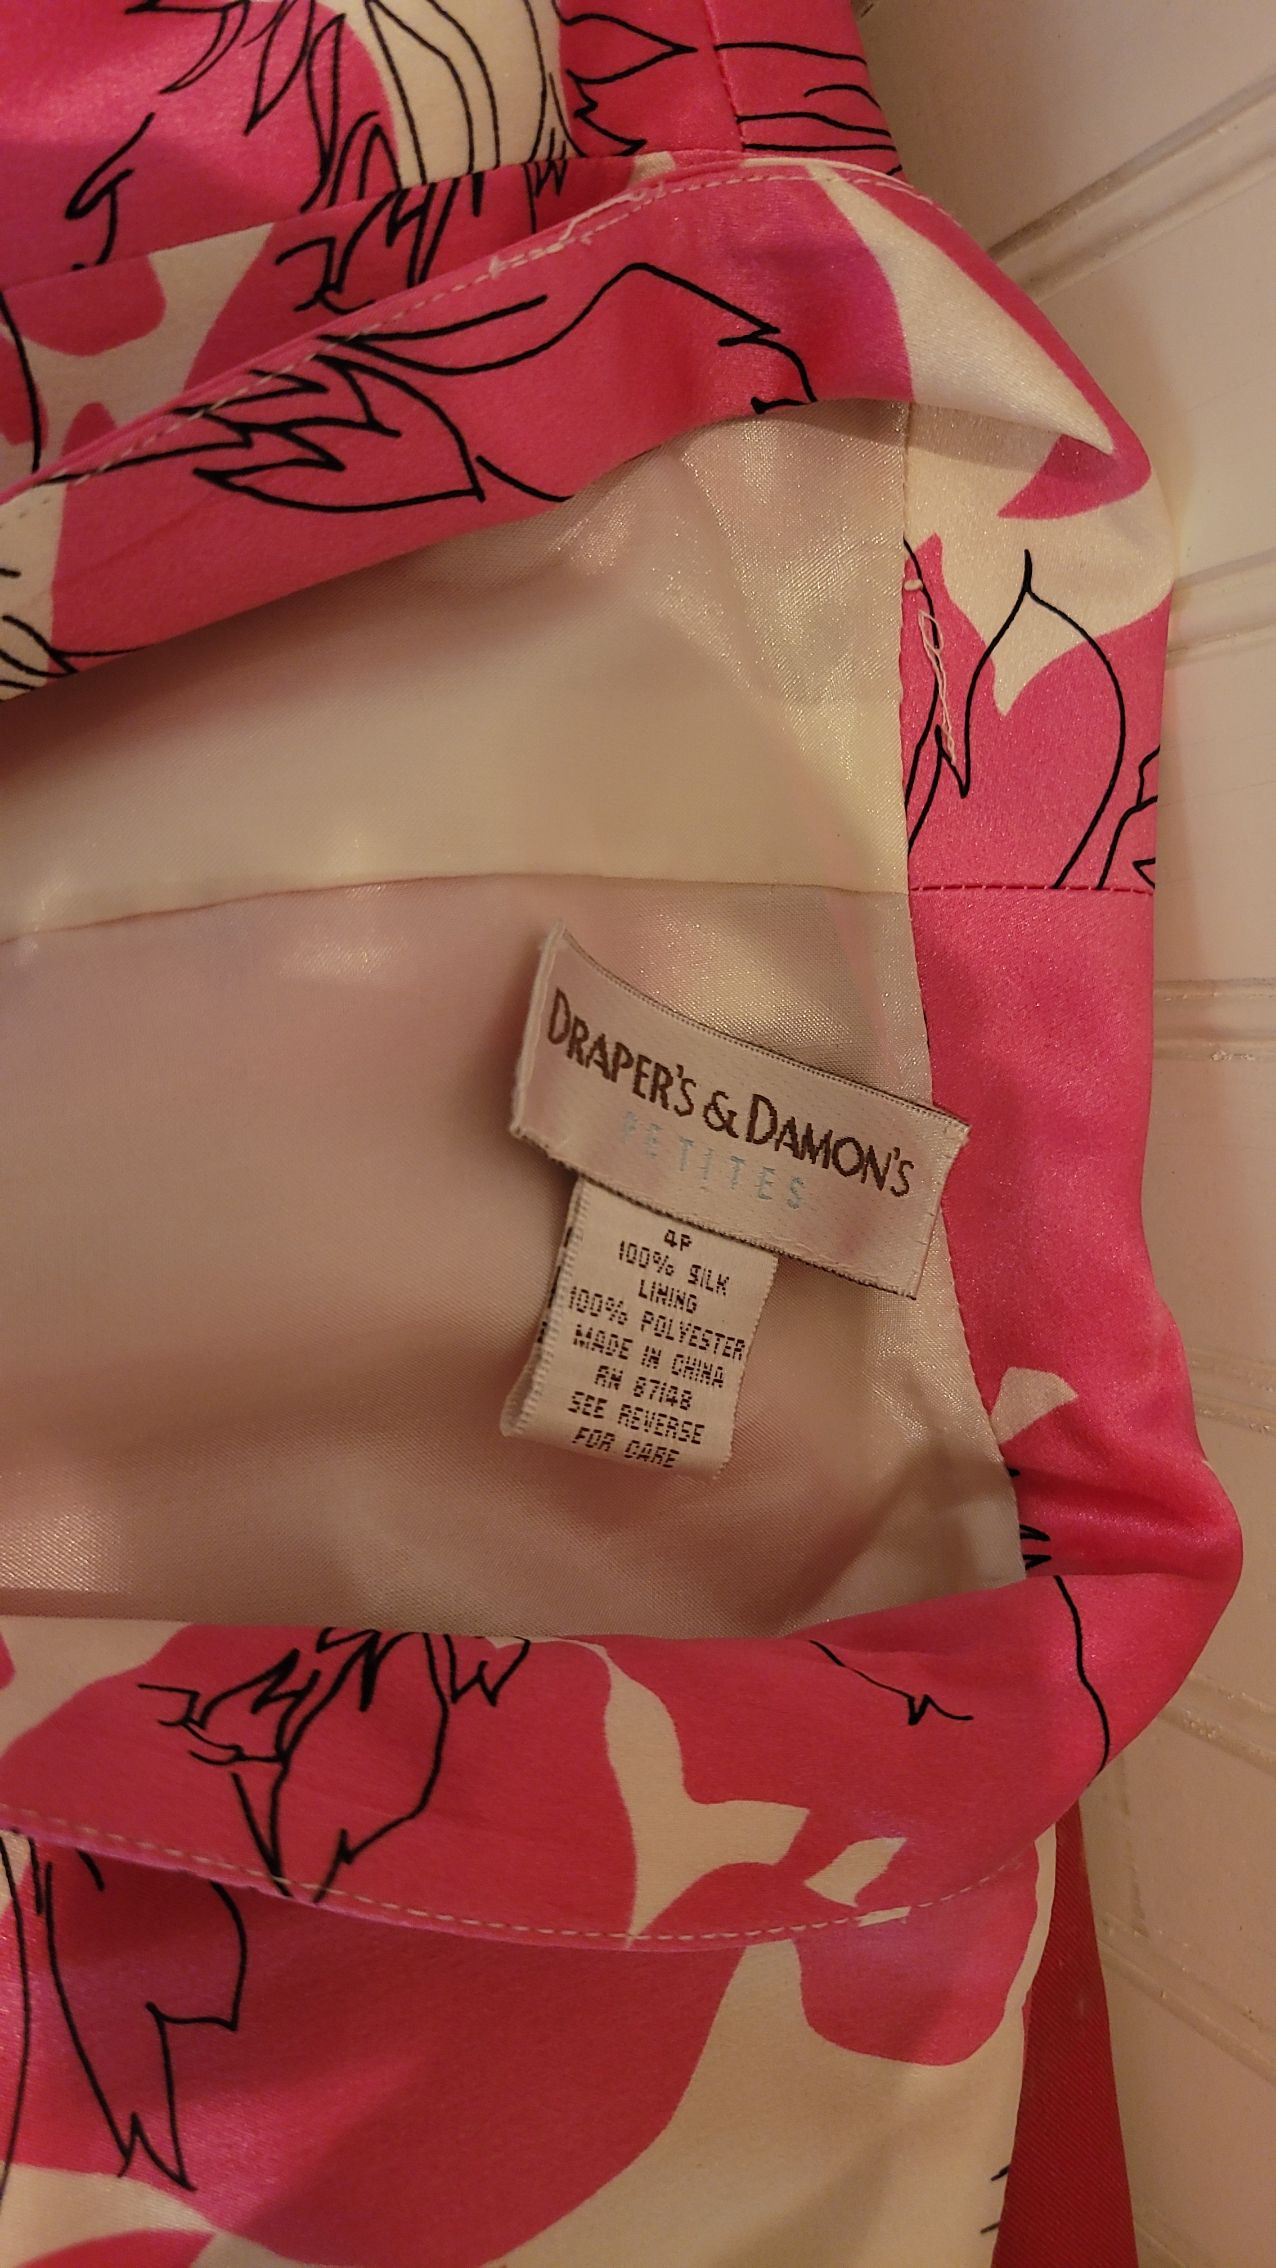 DRAPER'S & DAMON'S
PETITES
4P
100% SILK
LINING
100% POLYESTER
MADE IN CHINA
RN 87148
SEE REVERSE
FOR CARE